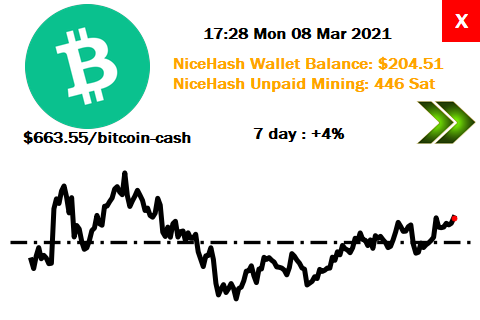 17:28 Mon 08 Mar 2021
X
NiceHash Wallet Balance: $204.51
NiceHash Unpaid Mining: 446 Sat
$663.55/bitcoin-cash
7 day : +4%